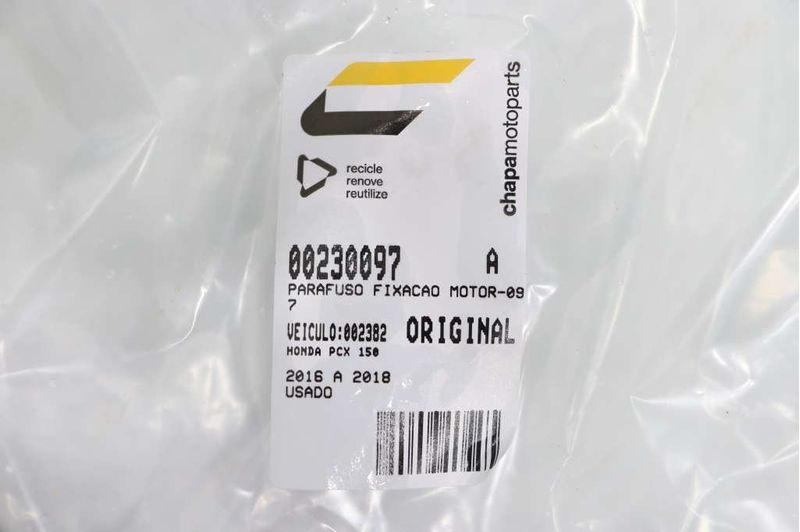 chapamotoparts
recicle
renove
reutilize
00230097 A
PARAFUSO FIXACAO MOTOR-09
7
VEICULO:002382 ORIGINAL
HONDA PCX 150
2016 A 2018
USADO